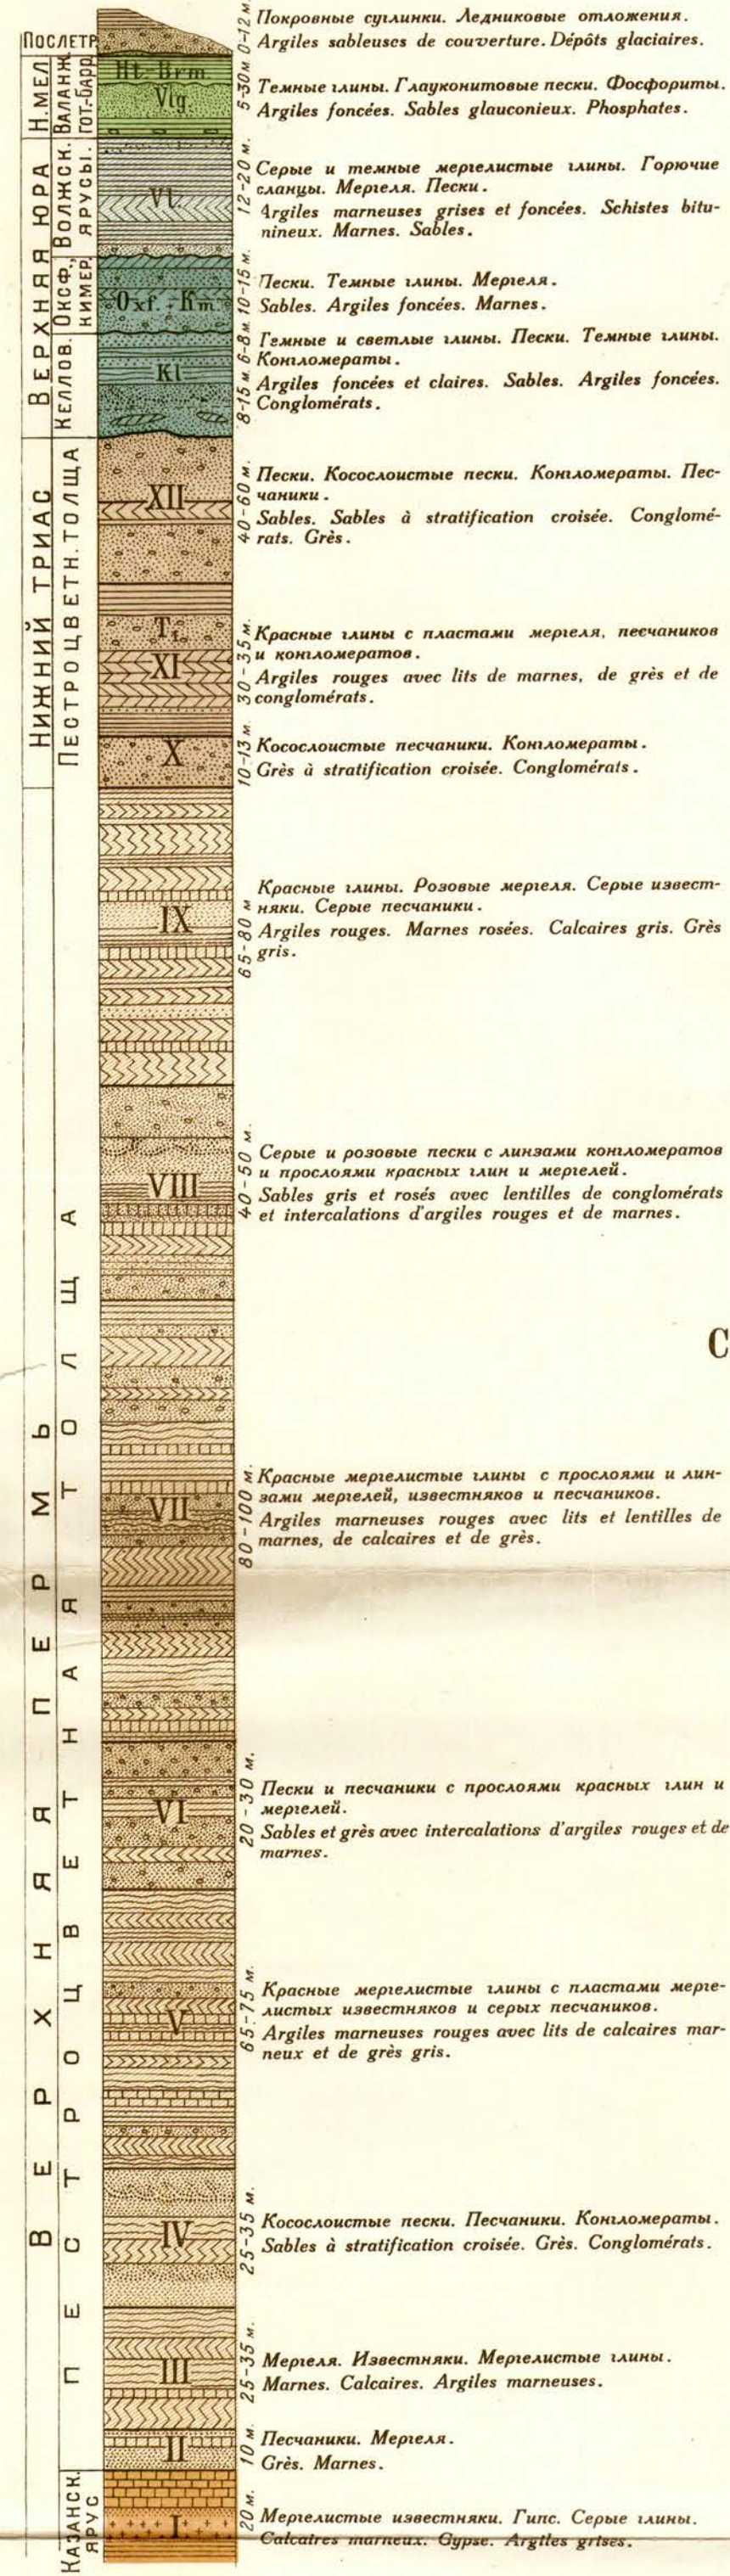 ПОСЛЕТР.
0-12 м.
Покровные суглинки. Ледниковые отложения.
Argiles sableuses de couverture. Dépôts glaciaires.
Н. МЕЛ
ВАЛАНЖ.
ГОТ.-БАРР.
Ht.-Brm.
Vlg.
5-30 м.
Темные глины. Глауконитовые пески. Фосфориты.
Argiles foncées. Sables glauconieux. Phosphates.
ВЕРХНЯЯ ЮРА
ВОЛЖСК.
ЯРУСЫ.
Vl.
12-20 м.
Серые и темные мергелистые глины. Горючие
сланцы. Мергеля. Пески.
Argiles marneuses grises et foncées. Schistes bitu-
nineux. Marnes. Sables.
ОКСФ.,
КИМЕР.
Oxf.-Km.
10-15 м.
Пески. Темные глины. Мергеля.
Sables. Argiles foncées. Marnes.
КЕЛЛОВ.
Kl
6-8 м.
8-15 м.
Темные и светлые глины. Пески. Темные глины.
Конгломераты.
Argiles foncées et claires. Sables. Argiles foncées.
Conglomérats.
НИЖНИЙ ТРИАС
ПЕСТРОЦВЕТН. ТОЛЩА
XII
40-60 м.
Пески. Косослоистые пески. Конгломераты. Пес-
чаники.
Sables. Sables à stratification croisée. Conglomé-
rats. Grès.
T₁
XI
30-35 м.
Красные глины с пластами мергеля, песчаников
и конгломератов.
Argiles rouges avec lits de marnes, de grès et de
conglomérats.
X
10-13 м.
Косослоистые песчаники. Конгломераты.
Grès à stratification croisée. Conglomérats.
ВЕРХНЯЯ ПЕРМЬ
ПЕСТРОЦВЕТНАЯ ТОЛЩА
IX
65-80 м
Красные глины. Розовые мергеля. Серые извест-
няки. Серые песчаники.
Argiles rouges. Marnes rosées. Calcaires gris. Grès
gris.
VIII
40-50 м.
Серые и розовые пески с линзами конгломератов
и прослоями красных глин и мергелей.
Sables gris et rosés avec lentilles de conglomérats
et intercalations d'argiles rouges et de marnes.
С
VII
80-100 м.
Красные мергелистые глины с прослоями и лин-
зами мергелей, известняков и песчаников.
Argiles marneuses rouges avec lits et lentilles de
marnes, de calcaires et de grès.
VI
20-30 м.
Пески и песчаники с прослоями красных глин и
мергелей.
Sables et grès avec intercalations d'argiles rouges et de
marnes.
V
65-75 м.
Красные мергелистые глины с пластами мерге-
листых известняков и серых песчаников.
Argiles marneuses rouges avec lits de calcaires mar-
neux et de grès gris.
IV
25-35 м.
Косослоистые пески. Песчаники. Конгломераты.
Sables à stratification croisée. Grès. Conglomérats.
III
25-35 м.
Мергеля. Известняки. Мергелистые глины.
Marnes. Calcaires. Argiles marneuses.
II
10 м.
Песчаники. Мергеля.
Grès. Marnes.
КАЗАНСК.
ЯРУС
I
20 м.
Мергелистые известняки. Гипс. Серые глины.
Calcaires marneux. Gypse. Argiles grises.